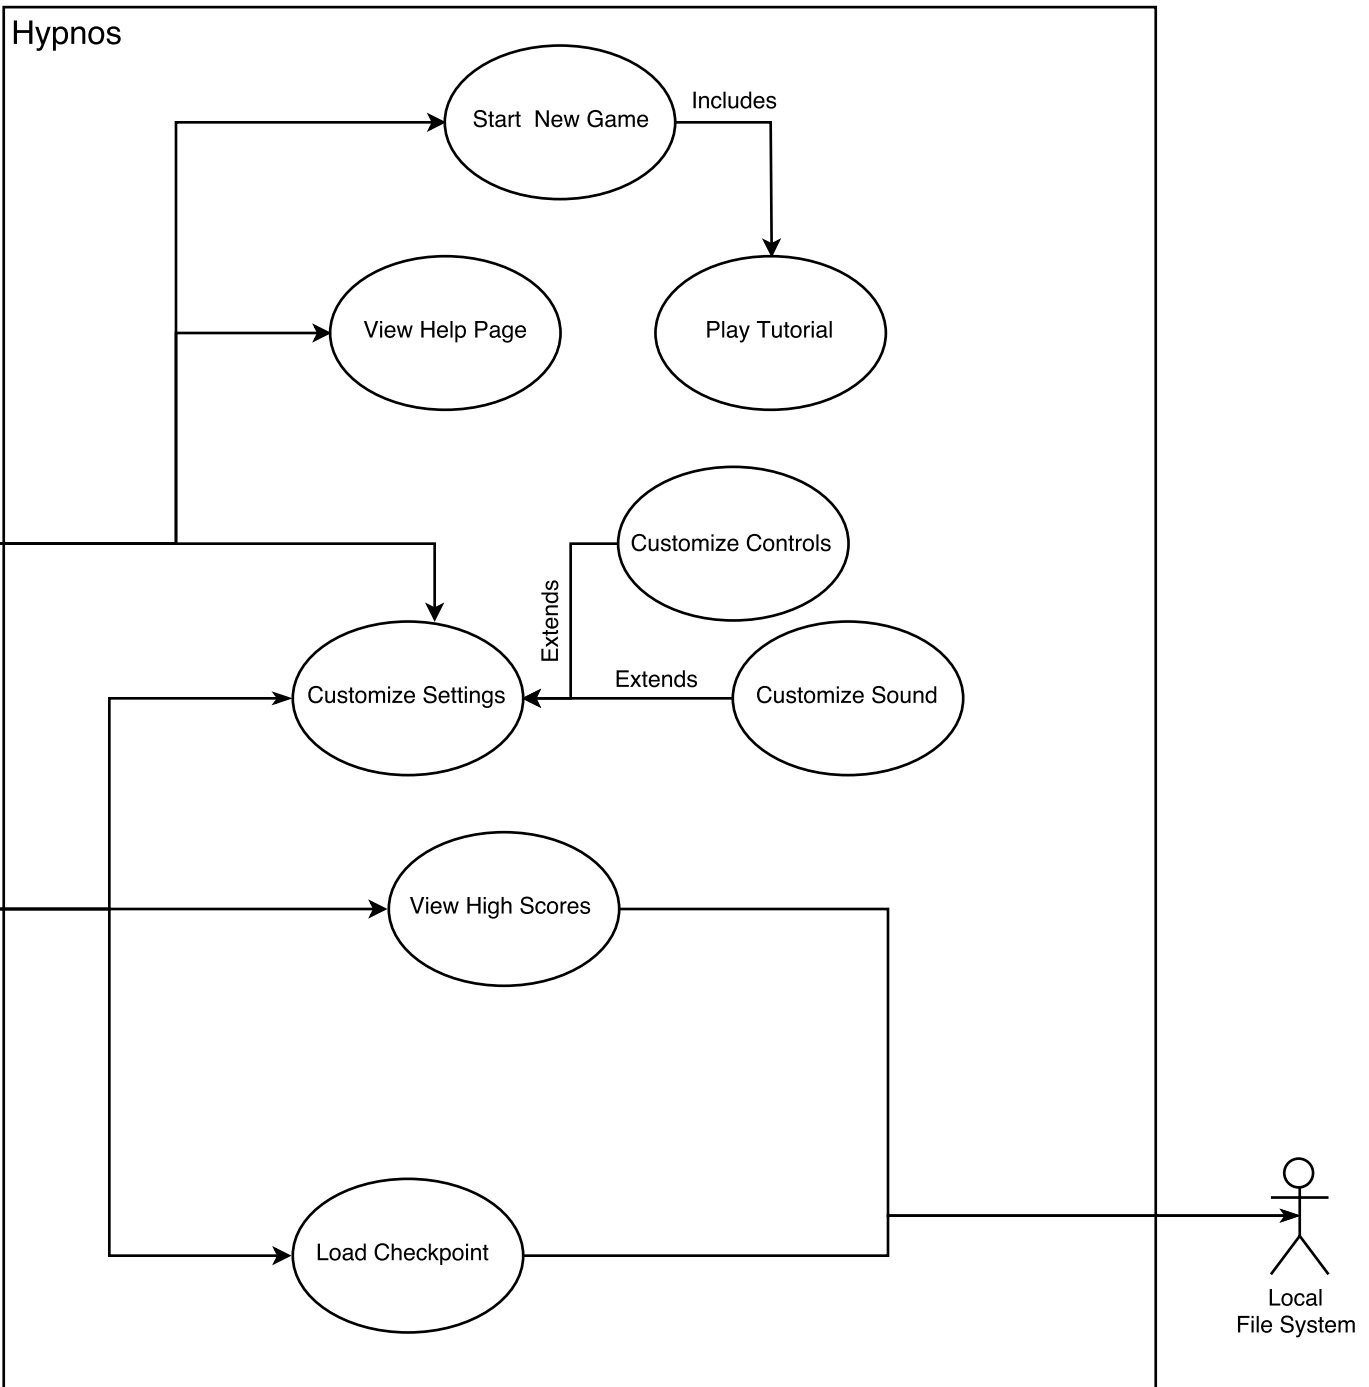 Hypnos
Start  New Game
Includes
View Help Page
Play Tutorial
Customize Controls
Extends
Extends
Customize Settings
Customize Sound
View High Scores
Load Checkpoint
Local
File System